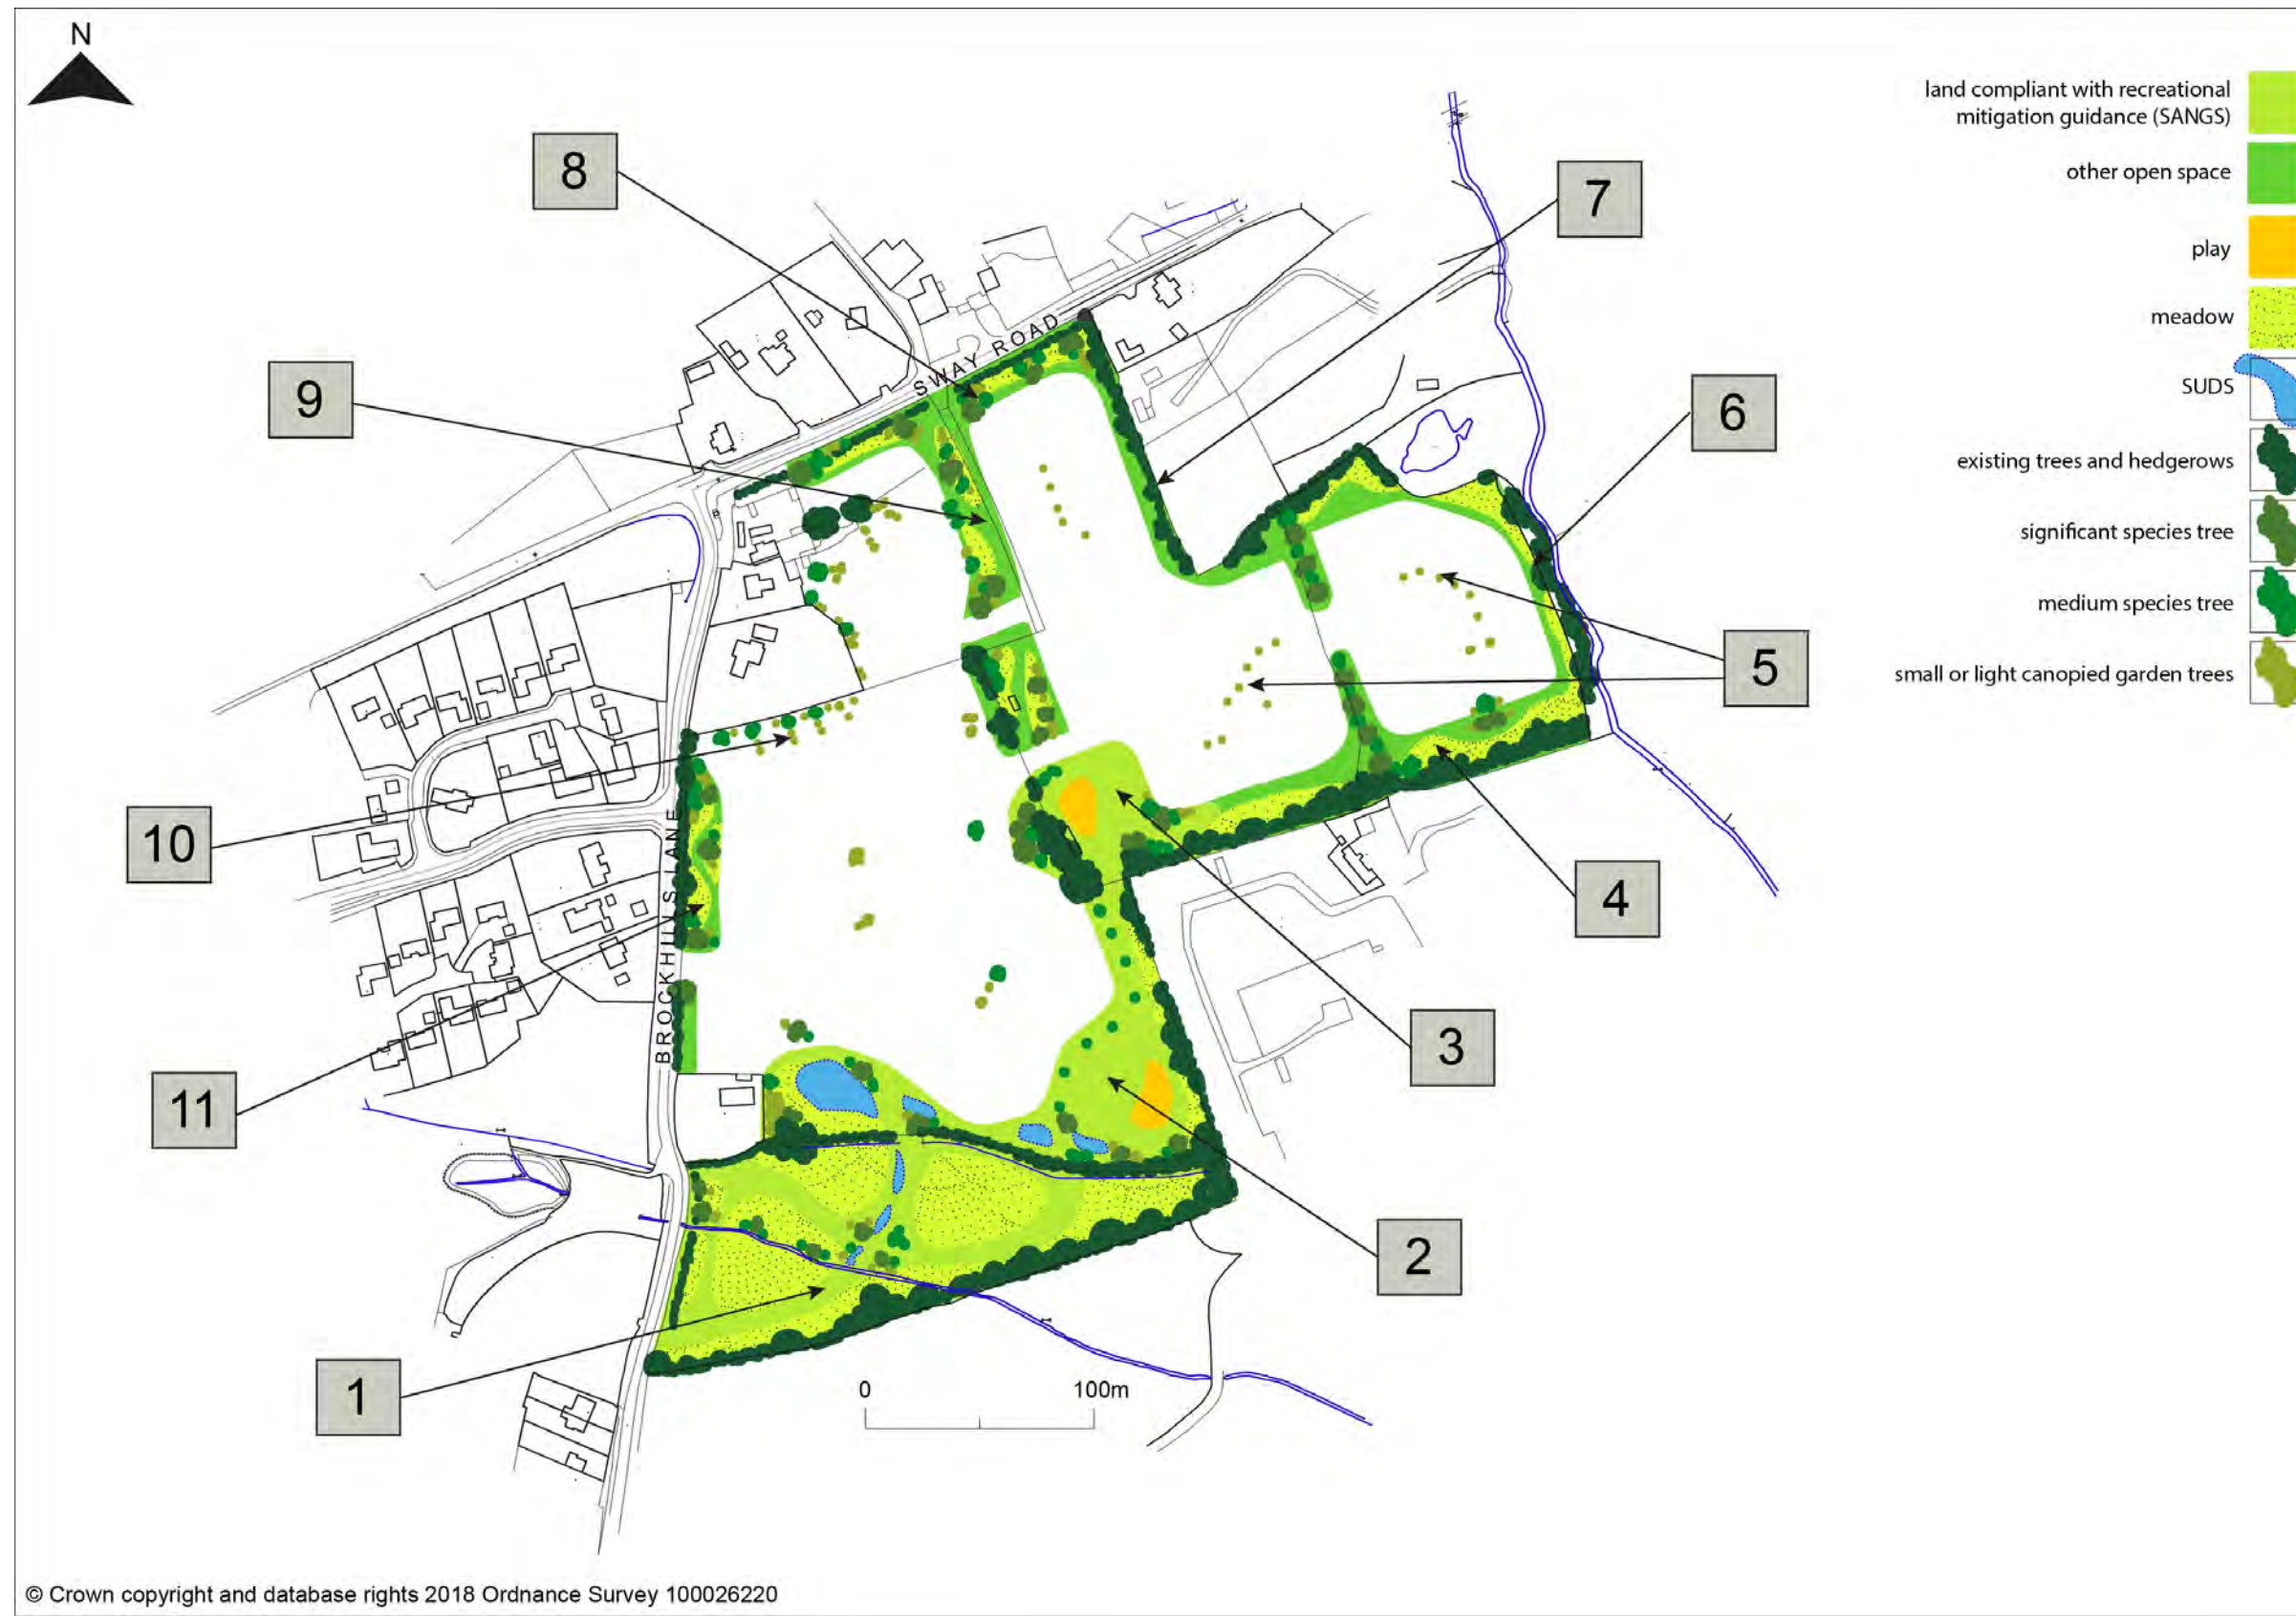 N
land compliant with recreational
mitigation guidance (SANGS)
other open space
play
meadow
SUDS
existing trees and hedgerows
significant species tree
medium species tree
small or light canopied garden trees
8
7
SWAY ROAD
9
6
5
10
BROCKHILLS LANE
4
3
11
2
1
0 100m
© Crown copyright and database rights 2018 Ordnance Survey 100026220